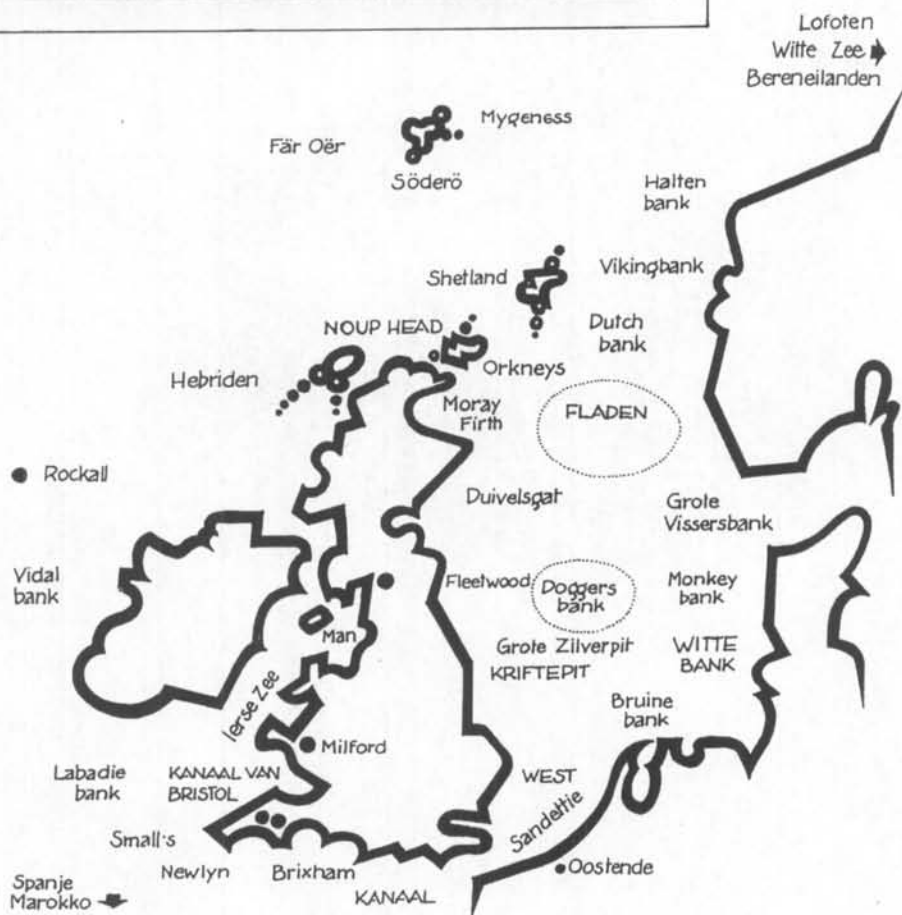 Lofoten
Witte Zee
Bereneilanden
Mygeness
Fär Oër
Söderö
Halten
bank
Shetland
Vikingbank
NOUP HEAD
Dutch
bank
Orkneys
Hebriden
Moray
Firth
FLADEN
Rockall
Duivelsgat
Grote
Vissersbank
Vidal
bank
Fleetwood
Doggers
bank
Monkey
bank
Man
Grote Zilverpit
KRIFTEPIT
WITTE
BANK
Ierse Zee
Bruine
bank
Milford
Labadie
bank
KANAAL VAN
BRISTOL
WEST
Sandettie
Small's
Newlyn
Brixham
Oostende
KANAAL
Spanje
Marokko